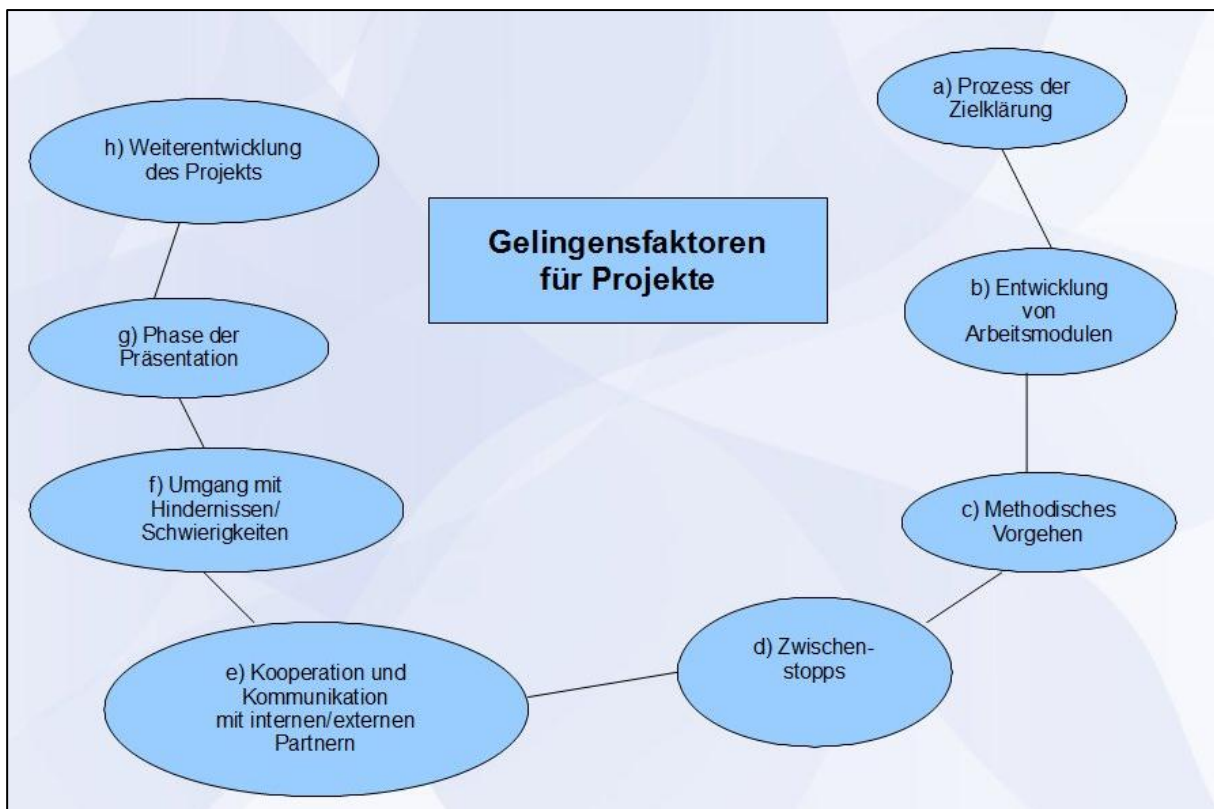 Gelingensfaktoren
für Projekte
a) Prozess der
Zielklärung
b) Entwicklung
von
Arbeitsmodulen
c) Methodisches
Vorgehen
d) Zwischen-
stopps
e) Kooperation und
Kommunikation
mit internen/externen
Partnern
f) Umgang mit
Hindernissen/
Schwierigkeiten
g) Phase der
Präsentation
h) Weiterentwicklung
des Projekts